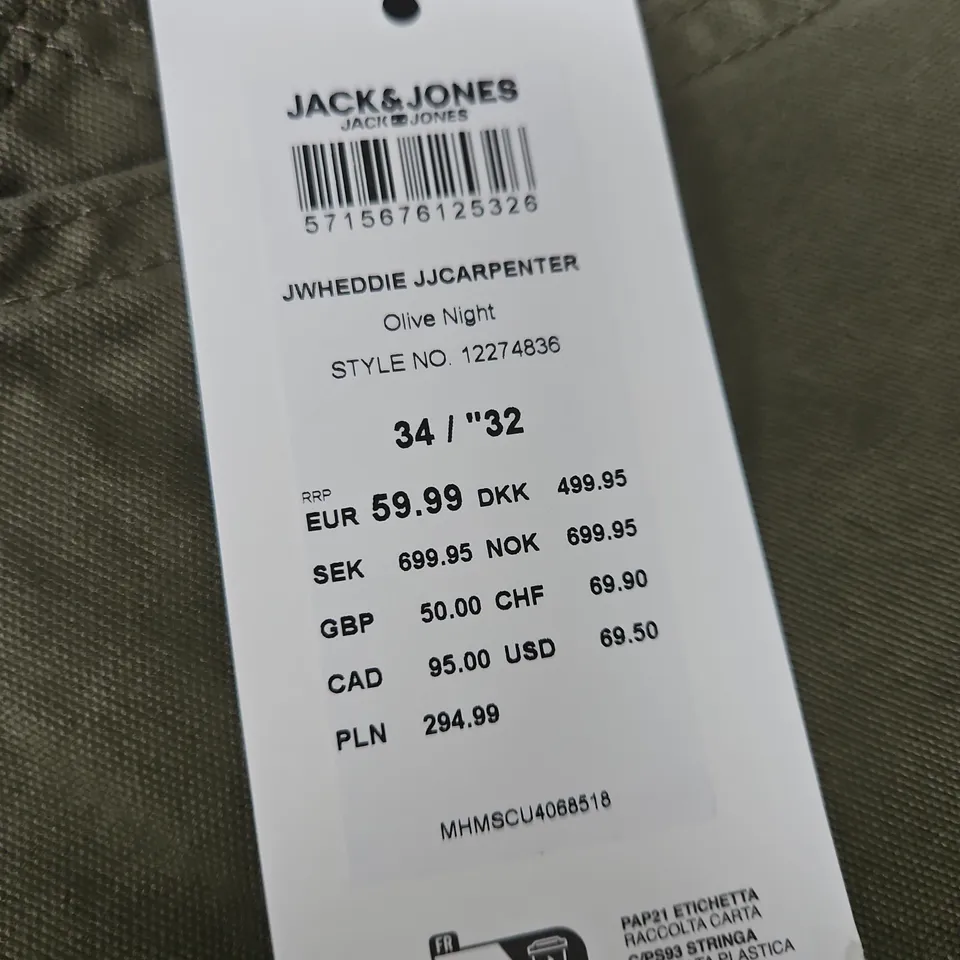 JACK&JONES
JACK & JONES
5715676125326
JWHEDDIE JJCARPENTER
Olive Night
STYLE NO. 12274836
34 / "32
RRP
EUR 59.99 DKK 499.95
SEK 699.95 NOK 699.95
GBP 50.00 CHF 69.90
CAD 95.00 USD 69.50
PLN 294.99
MHMSCU4068518
FR
PAP21 ETICHETTA
RACCOLTA CARTA
C/PS93 STRINGA
PLASTICA